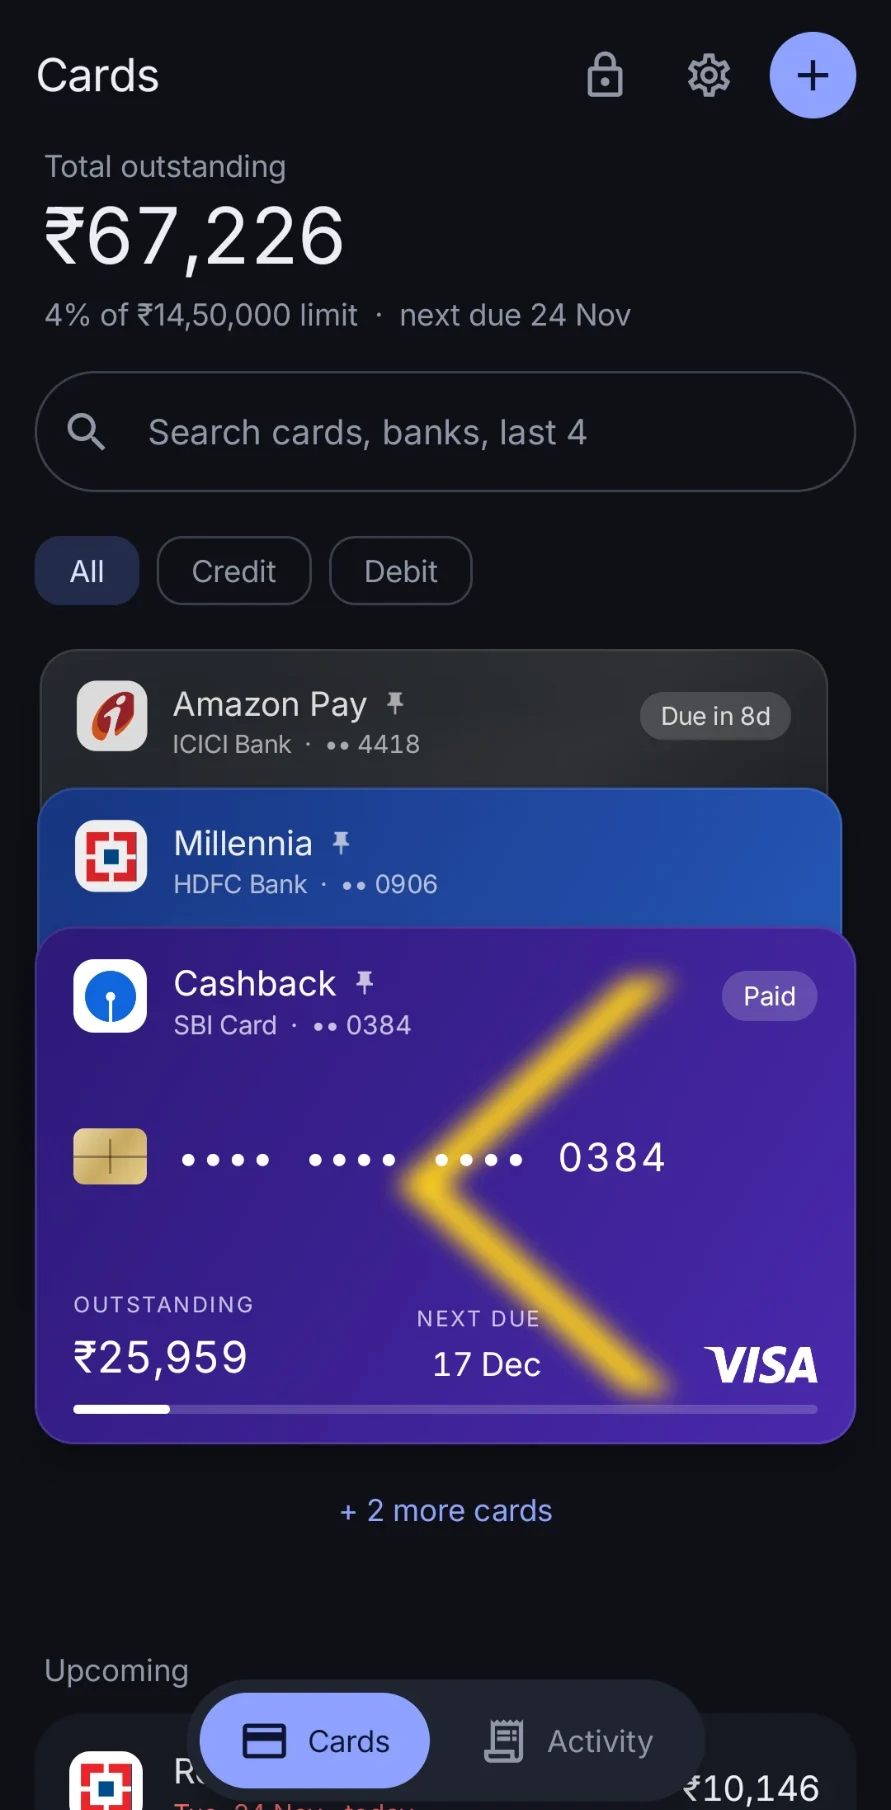 Cards
Total outstanding
₹67,226
4% of ₹14,50,000 limit · next due 24 Nov
Search cards, banks, last 4
All Credit Debit
Amazon Pay Due in 8d
ICICI Bank · •• 4418
Millennia
HDFC Bank · •• 0906
Cashback Paid
SBI Card · •• 0384
•••• •••• •••• 0384
OUTSTANDING NEXT DUE
₹25,959 17 Dec VISA
+ 2 more cards
Upcoming
Cards Activity
₹10,146